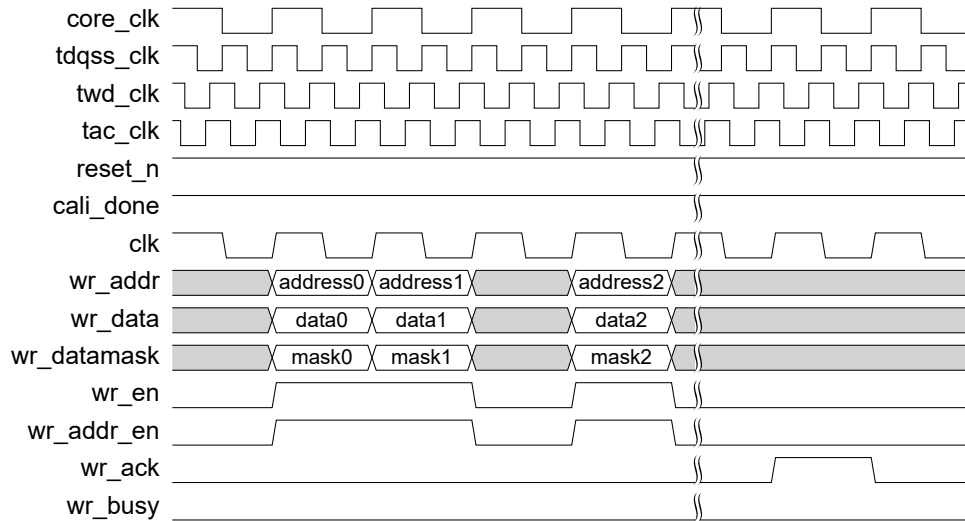 core_clk
tdqss_clk
twd_clk
tac_clk
reset_n
cali_done
clk
wr_addr address0 address1 address2
wr_data data0 data1 data2
wr_datamask mask0 mask1 mask2
wr_en
wr_addr_en
wr_ack
wr_busy